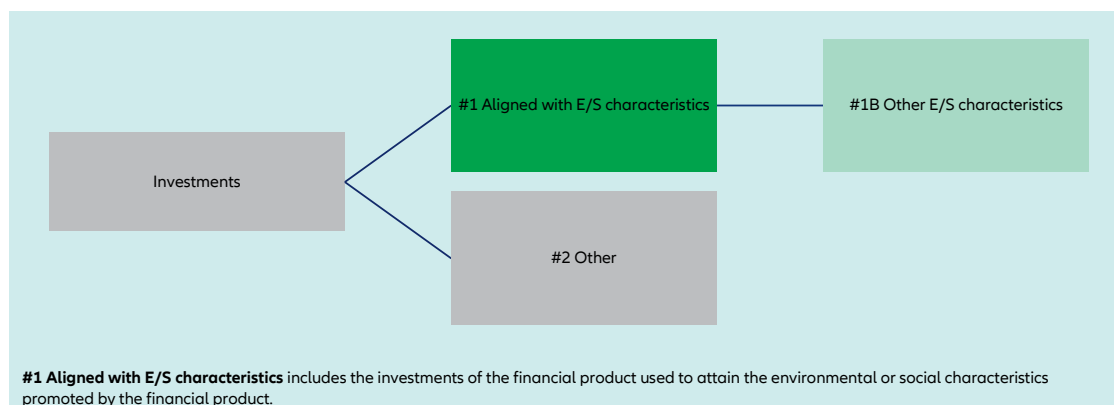 #1 Aligned with E/S characteristics
#1B Other E/S characteristics
Investments
#2 Other
#1 Aligned with E/S characteristics includes the investments of the financial product used to attain the environmental or social characteristics
promoted by the financial product.